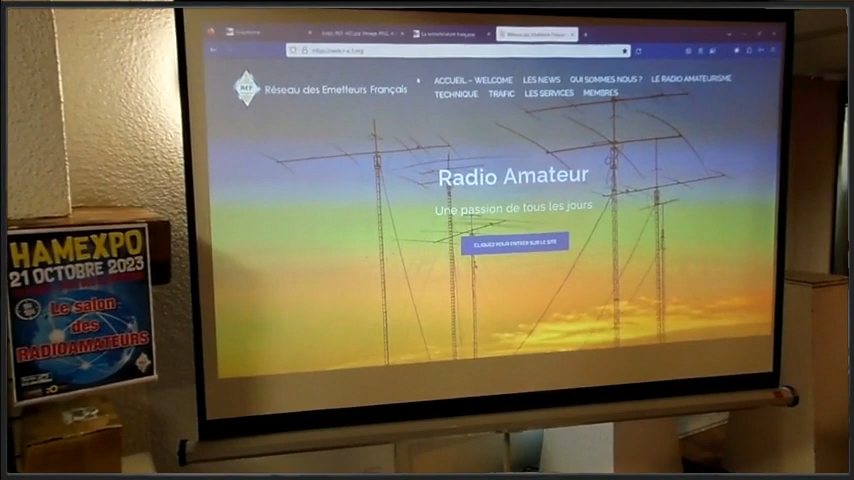 Réseau des Emetteurs Français
ACCUEIL - WELCOME LES NEWS QUI SOMMES NOUS ? LE RADIO AMATEURISME
TECHNIQUE TRAFIC LES SERVICES MEMBRES
Radio Amateur
Une passion de tous les jours
CLIQUEZ POUR ENTRER SUR LE SITE
HAMEXPO
21 OCTOBRE 2023
Le salon
des
RADIOAMATEURS